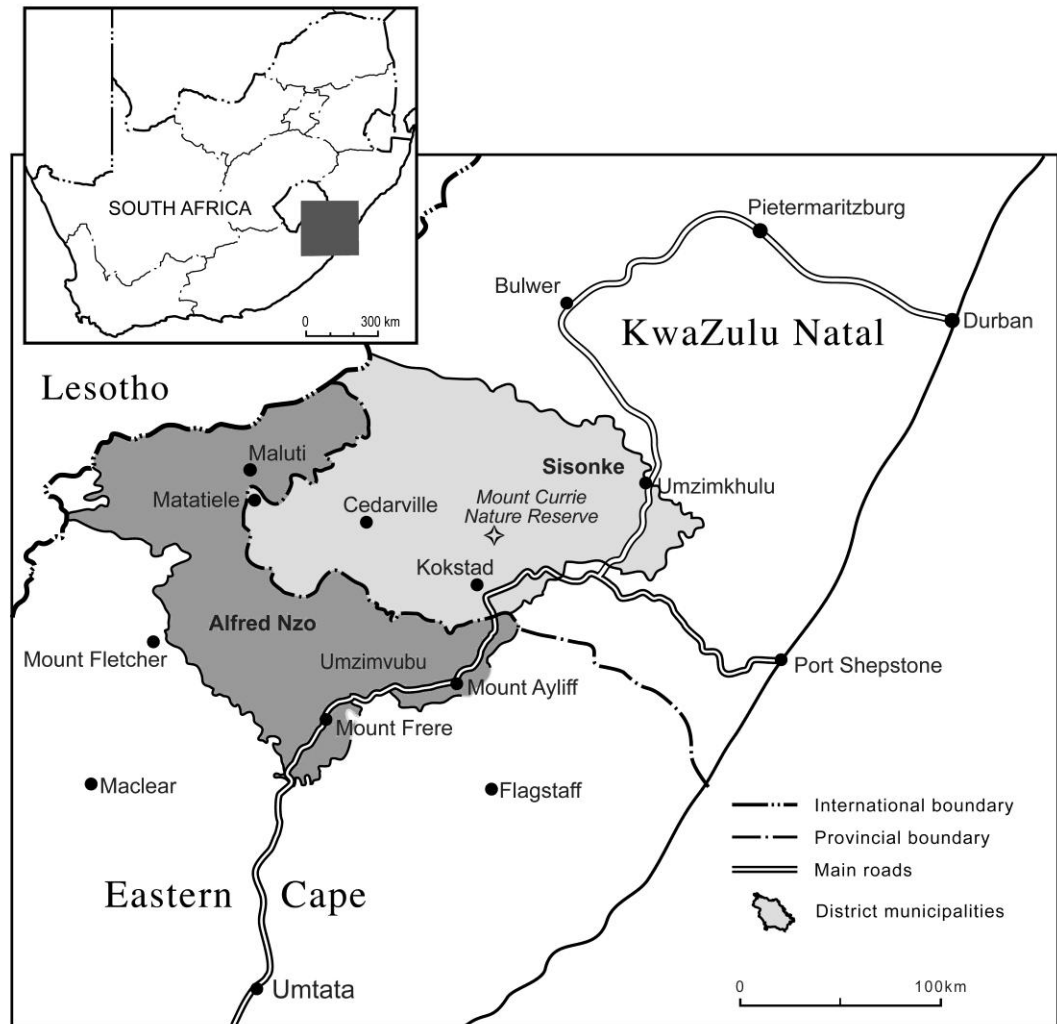 SOUTH AFRICA
0 300 km
Pietermaritzburg
Bulwer
KwaZulu Natal
Durban
Lesotho
Maluti
Sisonke
Matatiele
Cedarville
Mount Currie
Nature Reserve
Umzimkhulu
Kokstad
Alfred Nzo
Mount Fletcher
Umzimvubu
Port Shepstone
Mount Ayliff
Mount Frere
Maclear
Flagstaff
International boundary
Provincial boundary
Main roads
District municipalities
Eastern Cape
Umtata
0 100km